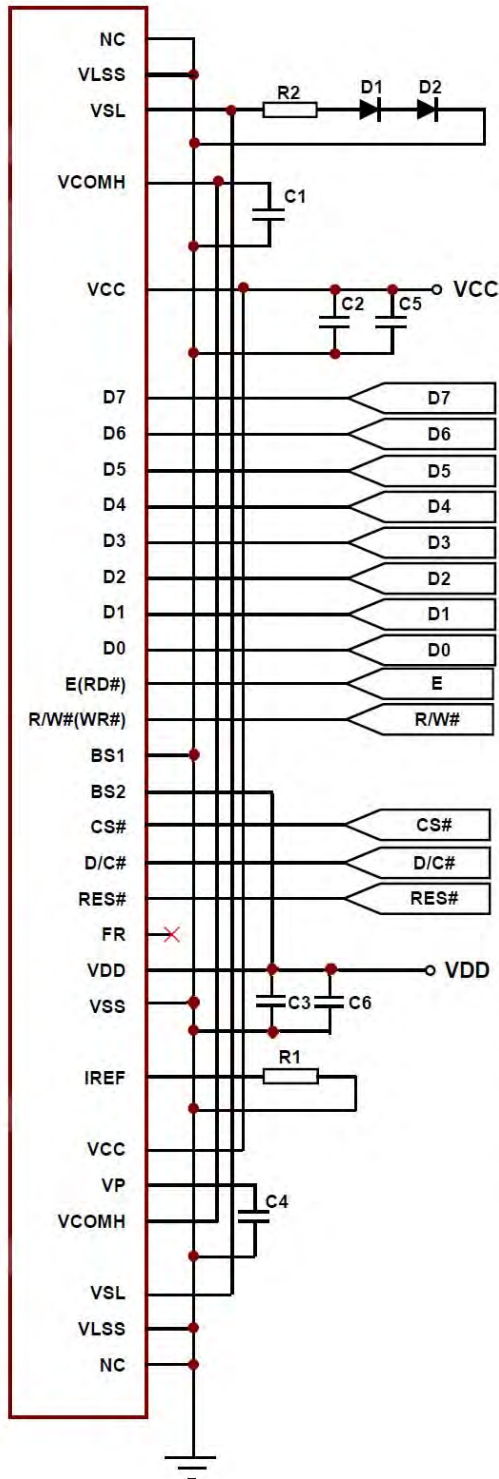 NC
VLSS
VSL R2 D1 D2
VCOMH C1
VCC C2 C5 VCC
D7 D7
D6 D6
D5 D5
D4 D4
D3 D3
D2 D2
D1 D1
D0 D0
E(RD#) E
R/W#(WR#) R/W#
BS1
BS2
CS# CS#
D/C# D/C#
RES# RES#
FR
VDD VDD
VSS C3 C6
R1
IREF
VCC
VP C4
VCOMH
VSL
VLSS
NC